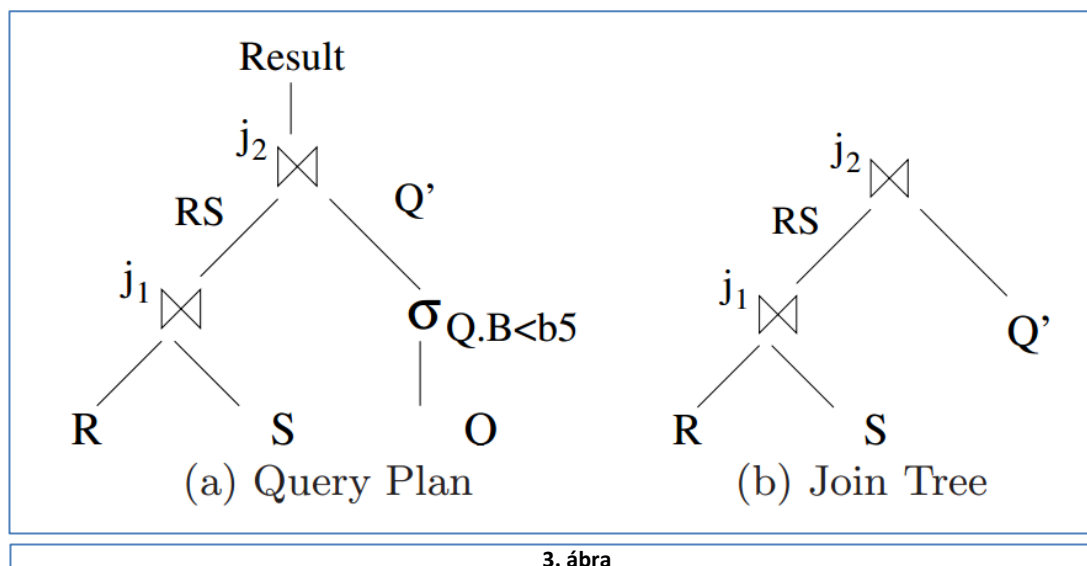 Result
j2
RS
Q’
j1
σQ.B<b5
R
S
O
(a) Query Plan
j2
RS
j1
Q’
R
S
(b) Join Tree
3. ábra